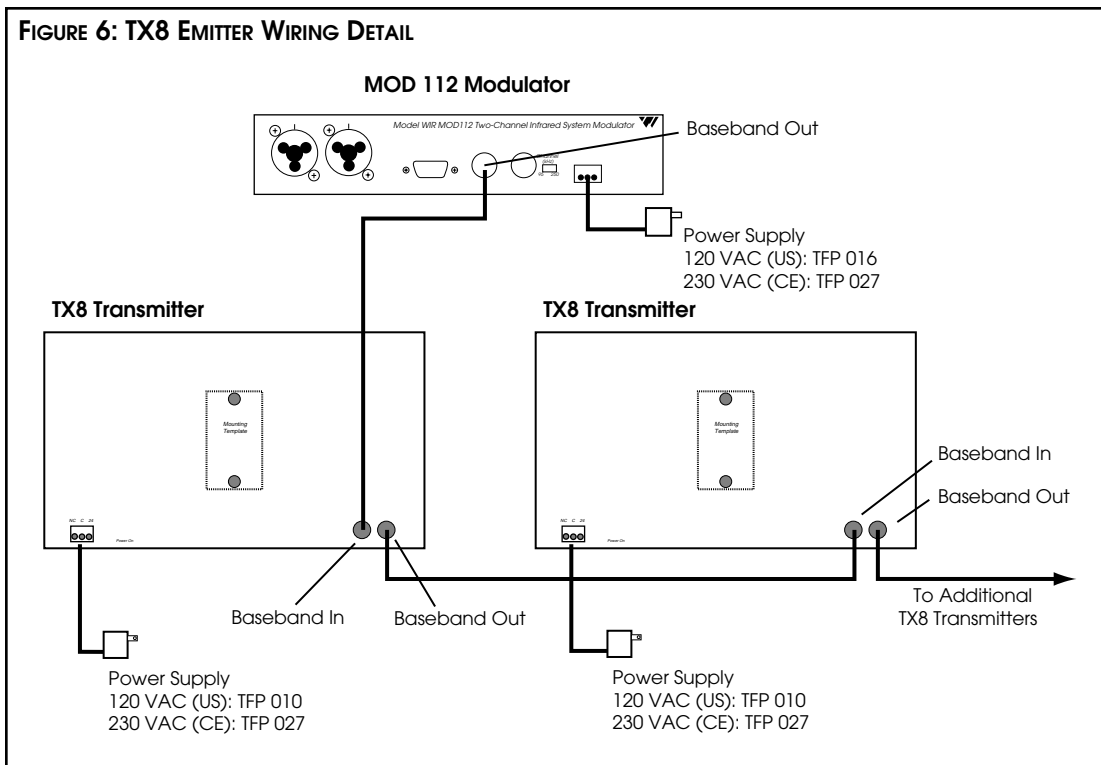 FIGURE 6: TX8 EMITTER WIRING DETAIL
MOD 112 Modulator
Model WIR MOD112 Two-Channel Infrared System Modulator
Baseband Out
95 250
Power Supply
120 VAC (US): TFP 016
230 VAC (CE): TFP 027
TX8 Transmitter
Mounting
Template
NC C 24
Power On
Baseband In
Baseband Out
Power Supply
120 VAC (US): TFP 010
230 VAC (CE): TFP 027
TX8 Transmitter
Mounting
Template
NC C 24
Power On
Baseband In
Baseband Out
To Additional
TX8 Transmitters
Power Supply
120 VAC (US): TFP 010
230 VAC (CE): TFP 027